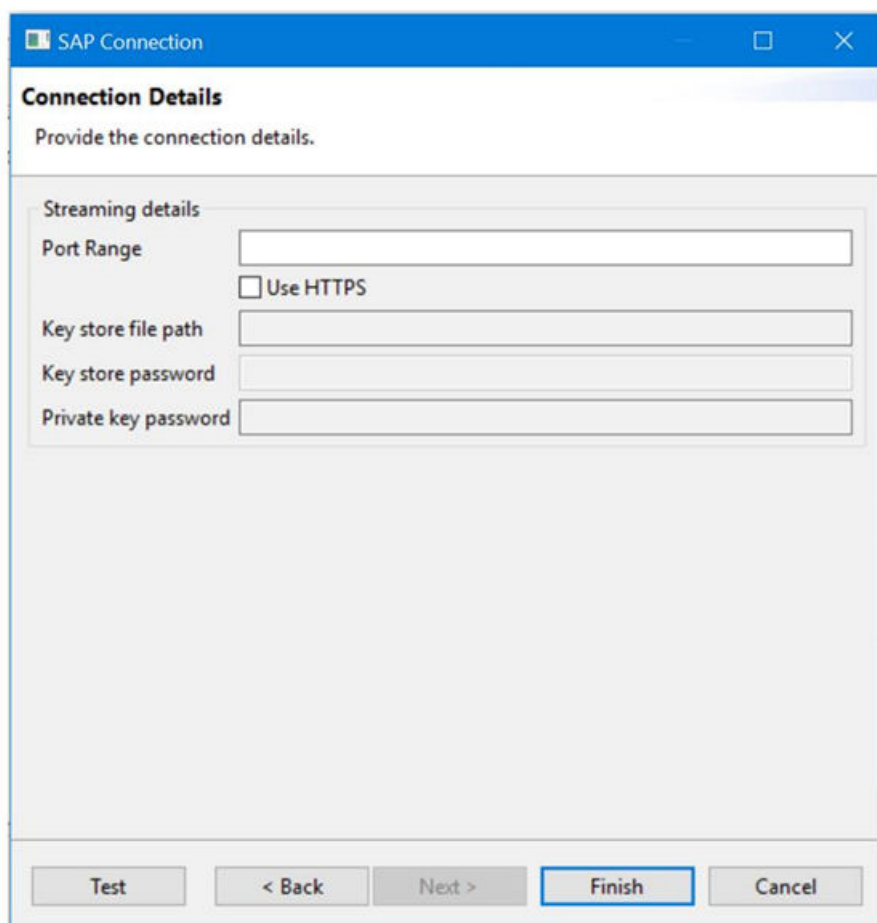 SAP Connection
Connection Details
Provide the connection details.
Streaming details
Port Range
Use HTTPS
Key store file path
Key store password
Private key password
Test < Back Next > Finish Cancel